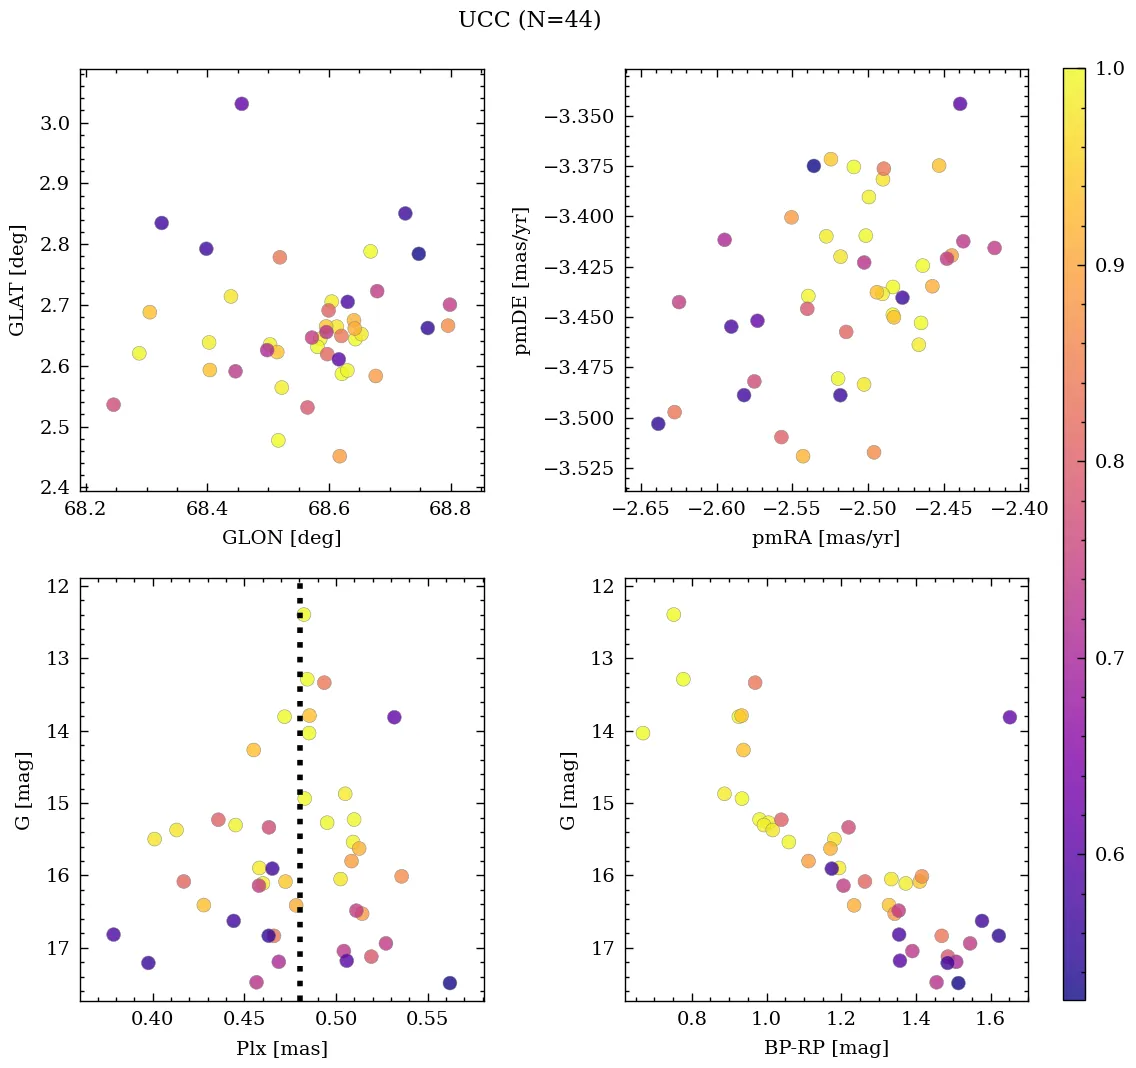 UCC (N=44)
3.0
2.9
2.8
2.7
2.6
2.5
2.4
GLAT [deg]
68.2 68.4 68.6 68.8
GLON [deg]
−3.350
−3.375
−3.400
−3.425
−3.450
−3.475
−3.500
−3.525
pmDE [mas/yr]
−2.65 −2.60 −2.55 −2.50 −2.45 −2.40
pmRA [mas/yr]
1.0
0.9
0.8
0.7
0.6
12
13
14
15
16
17
G [mag]
0.40 0.45 0.50 0.55
Plx [mas]
12
13
14
15
16
17
G [mag]
0.8 1.0 1.2 1.4 1.6
BP-RP [mag]